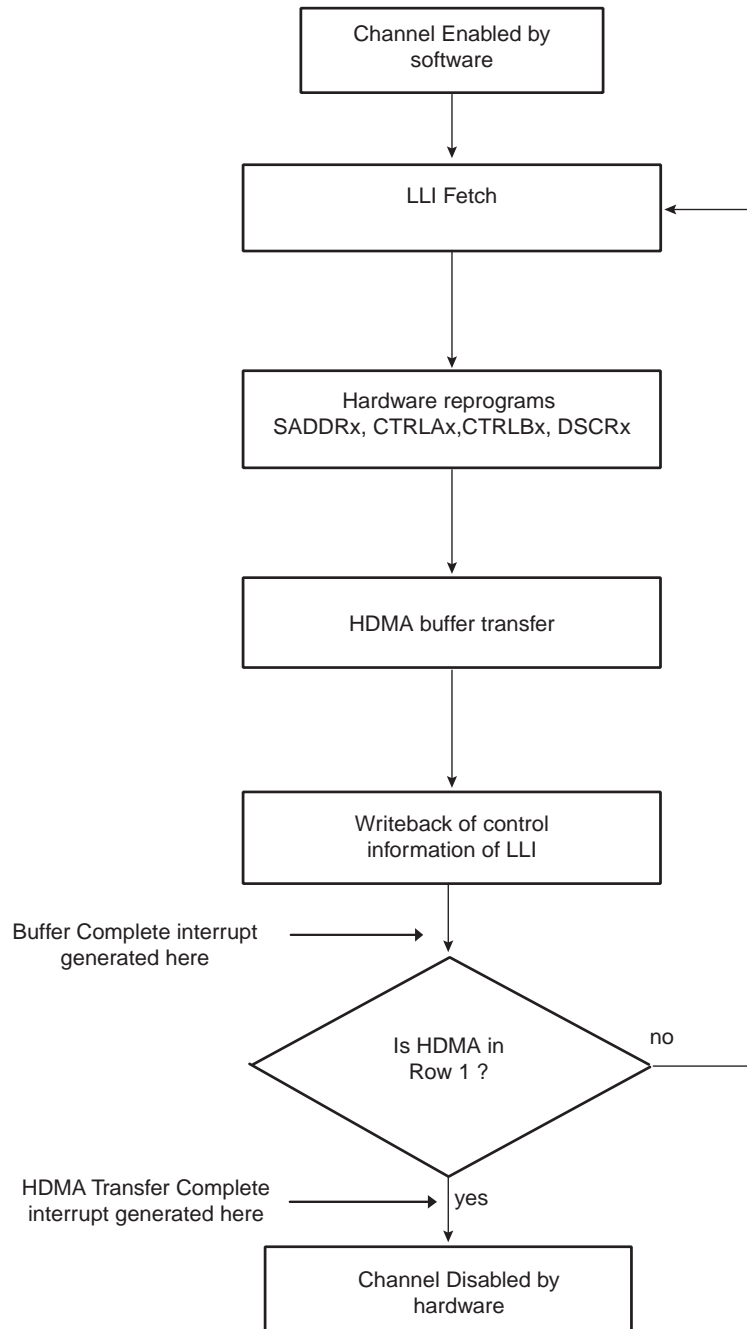 Channel Enabled by
software
LLI Fetch
Hardware reprograms
SADDRx, CTRLAx,CTRLBx, DSCRx
HDMA buffer transfer
Writeback of control
information of LLI
Buffer Complete interrupt
generated here
Is HDMA in
Row 1 ?
no
HDMA Transfer Complete
interrupt generated here
yes
Channel Disabled by
hardware